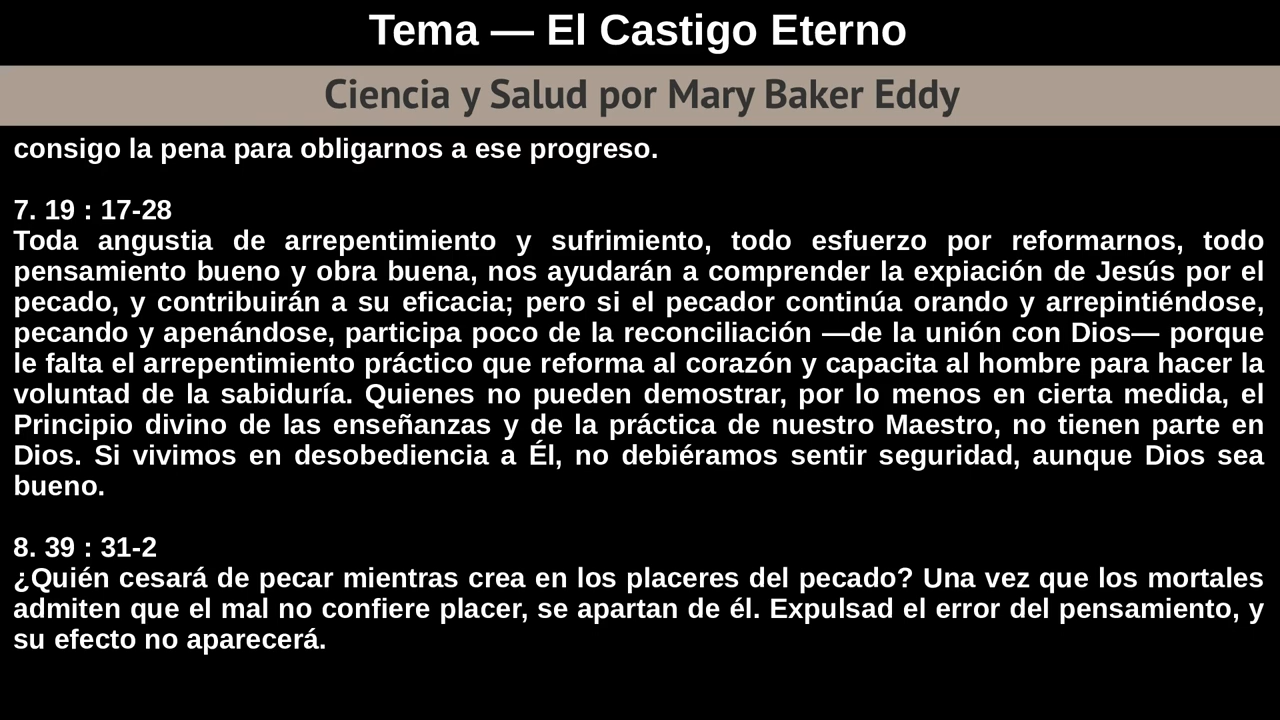 Tema — El Castigo Eterno
Ciencia y Salud por Mary Baker Eddy
consigo la pena para obligarnos a ese progreso.
7. 19 : 17-28
Toda angustia de arrepentimiento y sufrimiento, todo esfuerzo por reformarnos, todo
pensamiento bueno y obra buena, nos ayudarán a comprender la expiación de Jesús por el
pecado, y contribuirán a su eficacia; pero si el pecador continúa orando y arrepintiéndose,
pecando y apenándose, participa poco de la reconciliación —de la unión con Dios— porque
le falta el arrepentimiento práctico que reforma al corazón y capacita al hombre para hacer la
voluntad de la sabiduría. Quienes no pueden demostrar, por lo menos en cierta medida, el
Principio divino de las enseñanzas y de la práctica de nuestro Maestro, no tienen parte en
Dios. Si vivimos en desobediencia a Él, no debiéramos sentir seguridad, aunque Dios sea
bueno.
8. 39 : 31-2
¿Quién cesará de pecar mientras crea en los placeres del pecado? Una vez que los mortales
admiten que el mal no confiere placer, se apartan de él. Expulsad el error del pensamiento, y
su efecto no aparecerá.